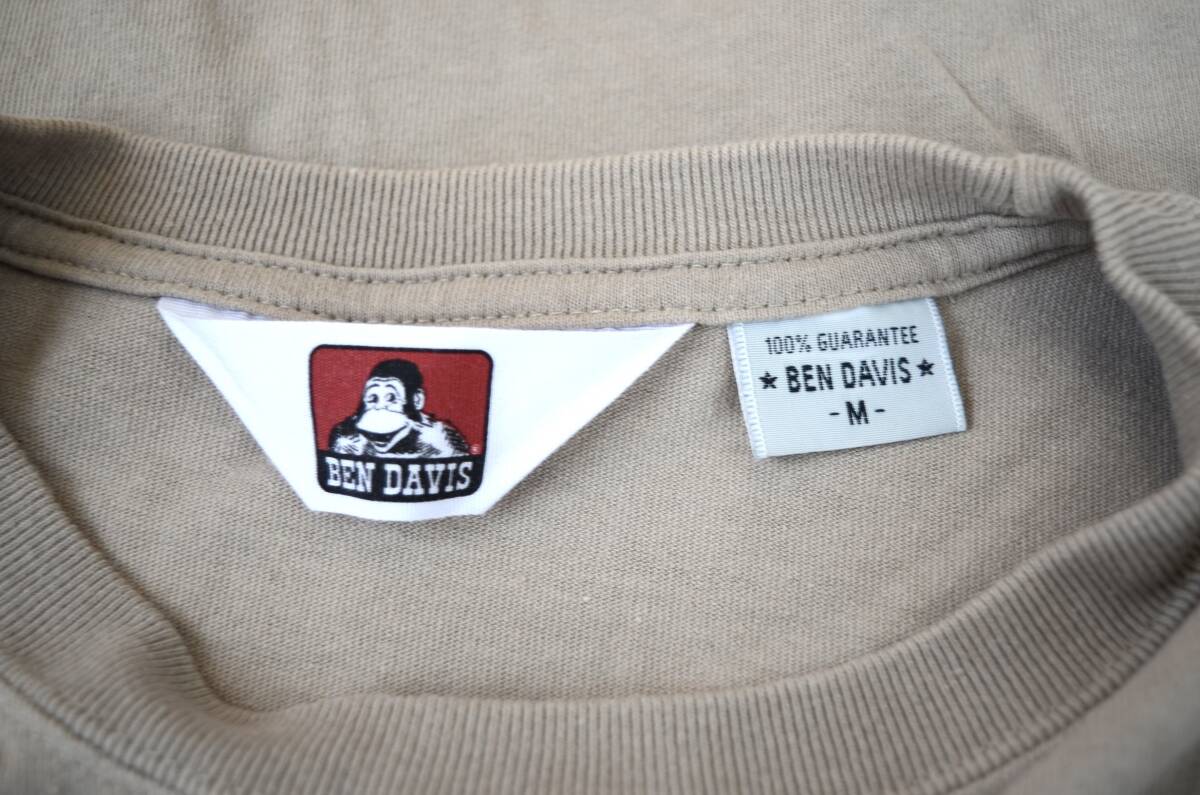 BEN DAVIS
®
100% GUARANTEE
★ BEN DAVIS ★
- M -